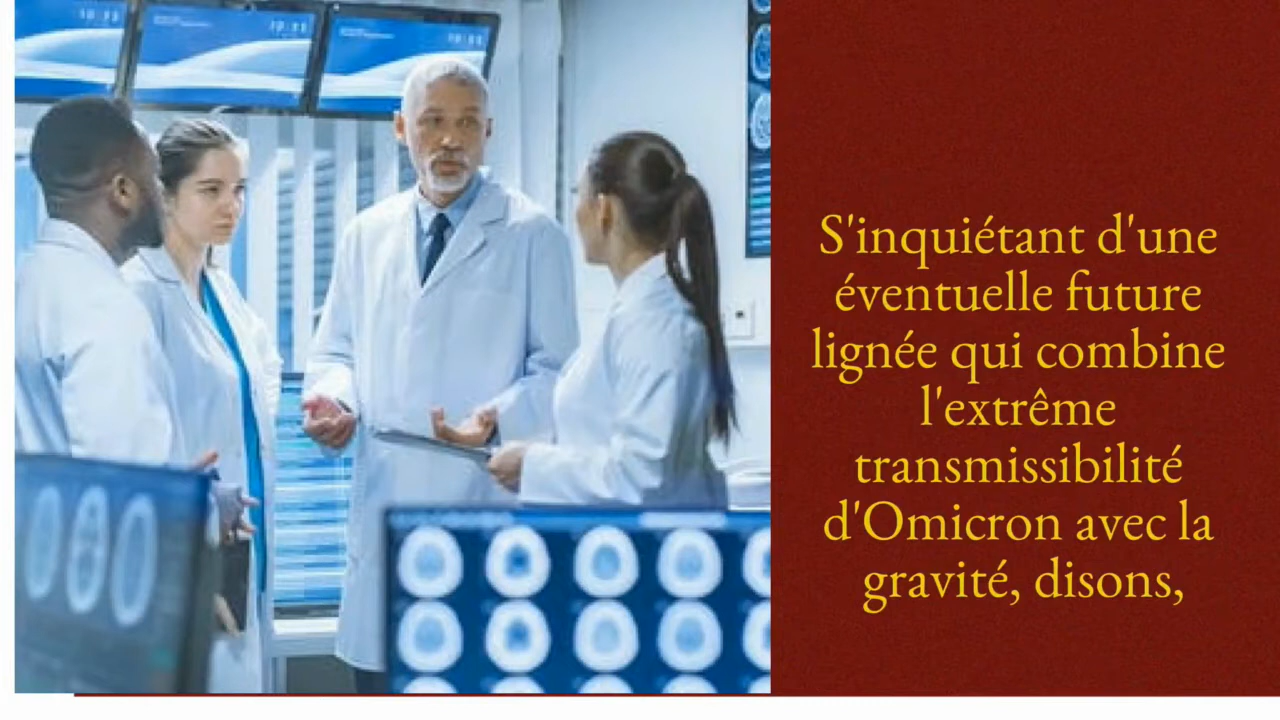 S'inquiétant d'une
éventuelle future
lignée qui combine
l'extrême
transmissibilité
d'Omicron avec la
gravité, disons,